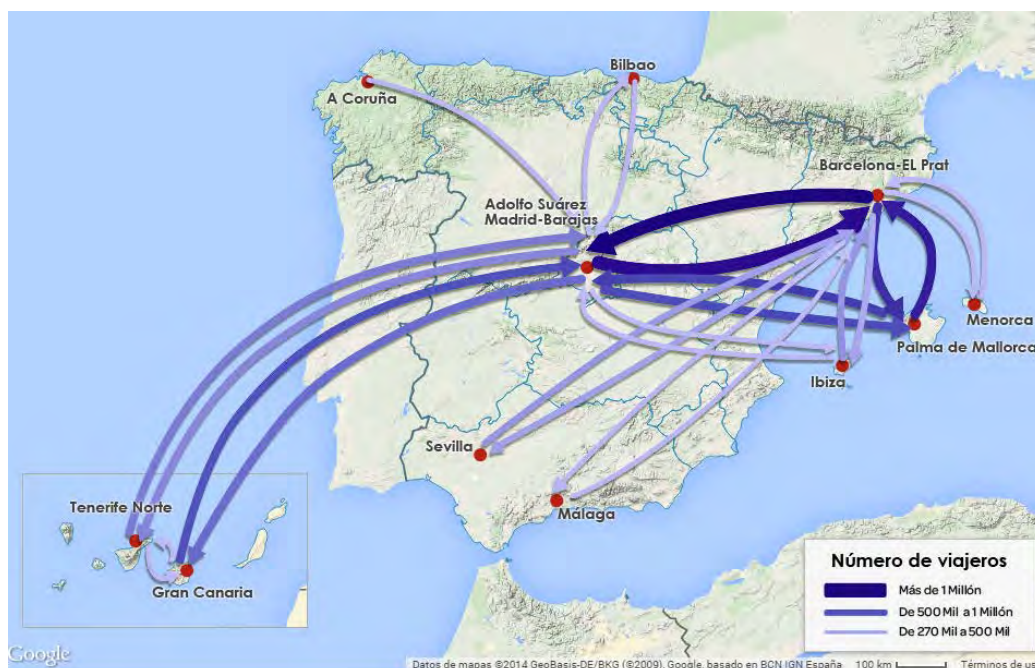 Bilbao
A Coruña
Barcelona-EL Prat
Adolfo Suárez
Madrid-Barajas
Menorca
Palma de Mallorca
Ibiza
Sevilla
Málaga
Tenerife Norte
Gran Canaria
Número de viajeros
Más de 1 Millón
De 500 Mil a 1 Millón
De 270 Mil a 500 Mil
Google
Datos de mapas ©2014 GeoBasis-DE/BKG (©2009), Google, basado en BCN IGN España 100 km Términos de